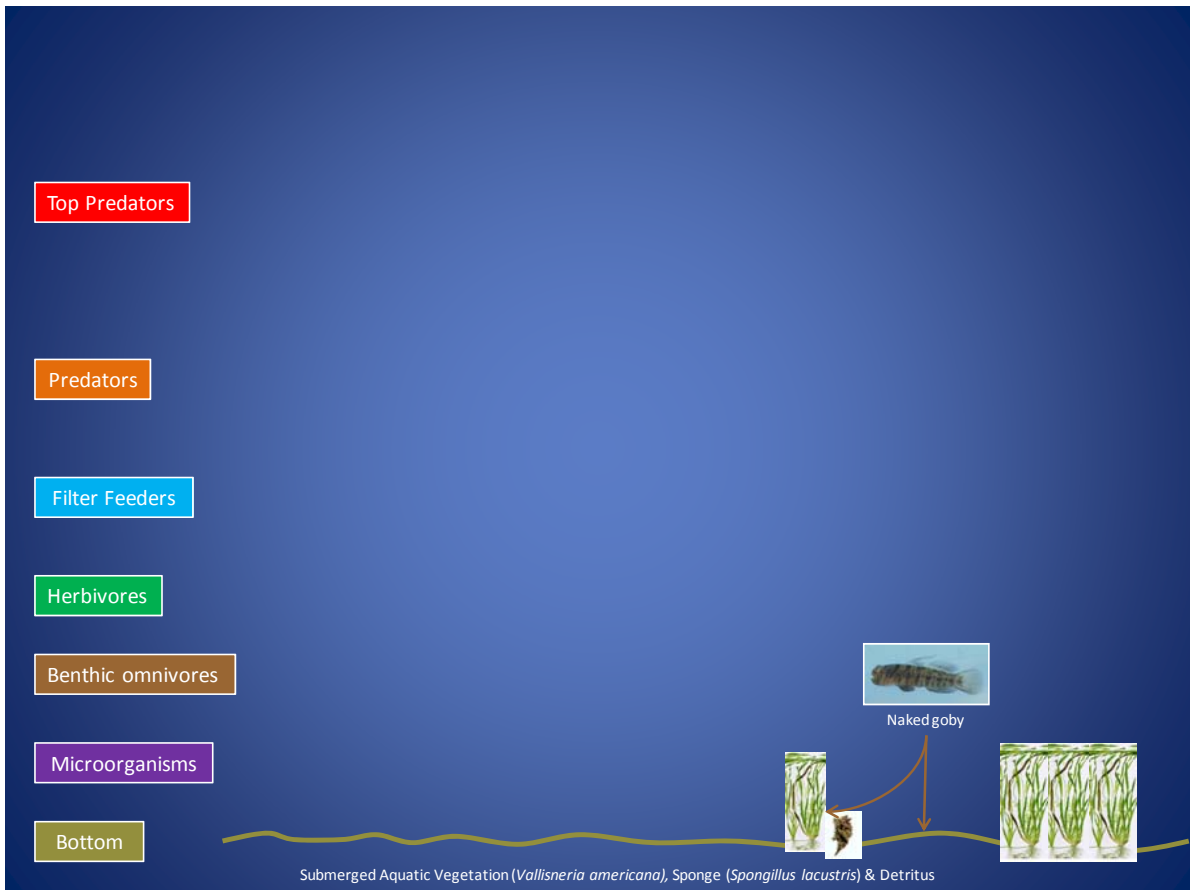 Top Predators
Predators
Filter Feeders
Herbivores
Benthic omnivores
Naked goby
Microorganisms
Bottom
Submerged Aquatic Vegetation (Vallisneria americana), Sponge (Spongillus lacustris) & Detritus